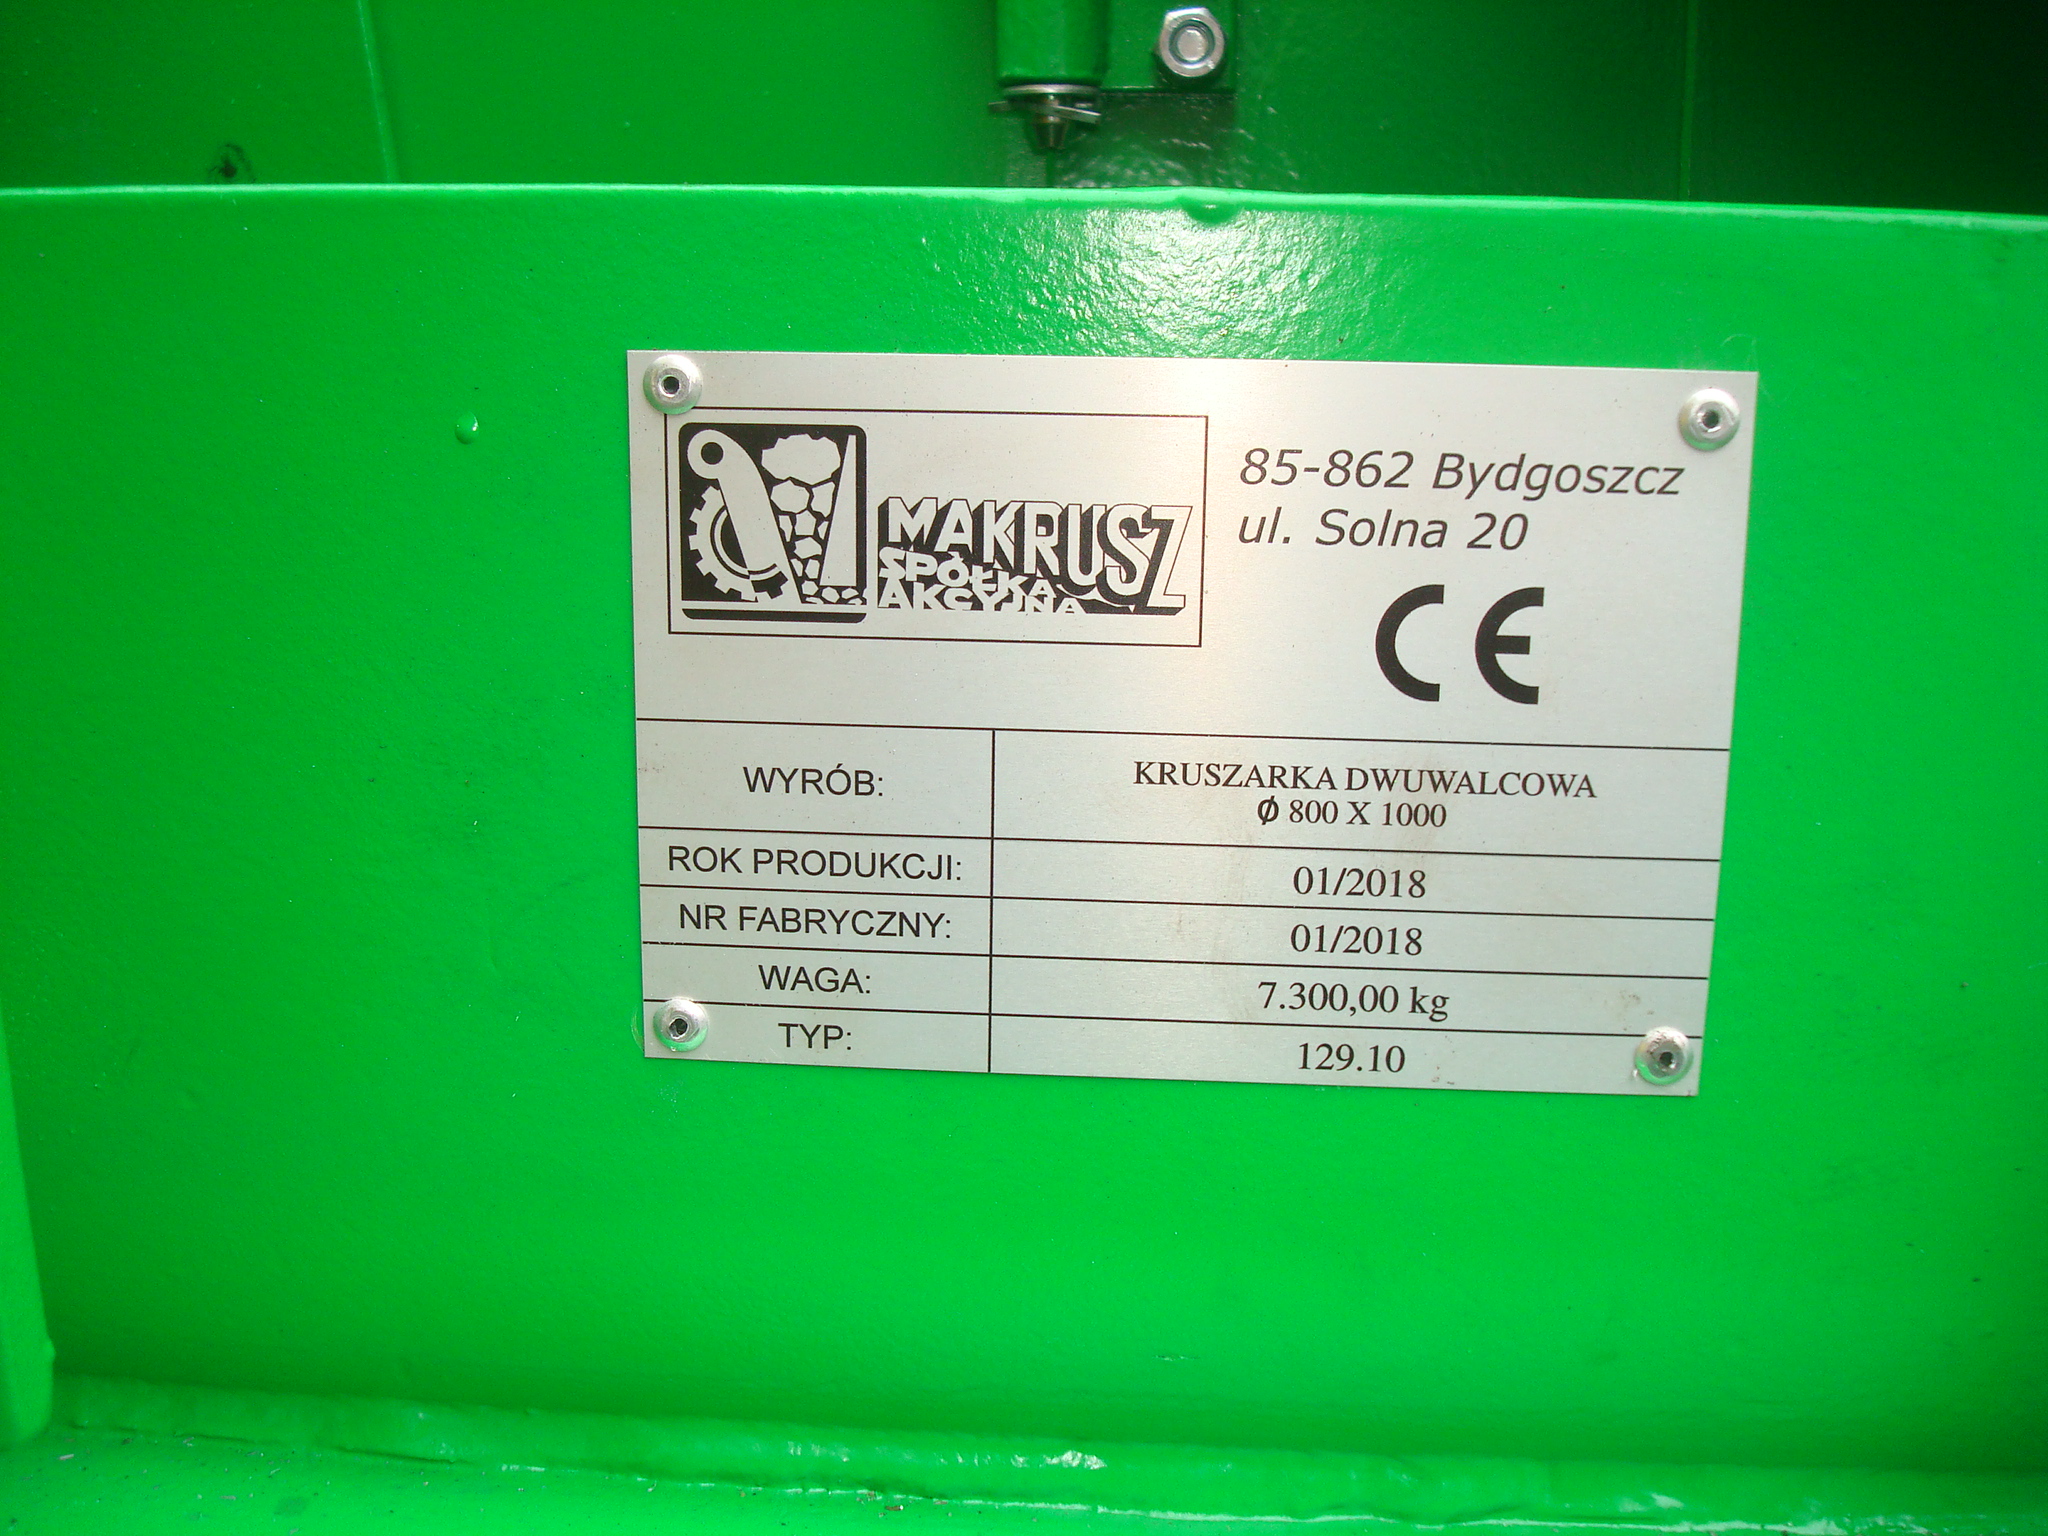 MAKRUSZ
SPÓŁKA
AKCYJNA
85-862 Bydgoszcz
ul. Solna 20
CE
WYRÓB:
KRUSZARKA DWUWALCOWA
Ø 800 X 1000
ROK PRODUKCJI:
01/2018
NR FABRYCZNY:
01/2018
WAGA:
7.300,00 kg
TYP:
129.10